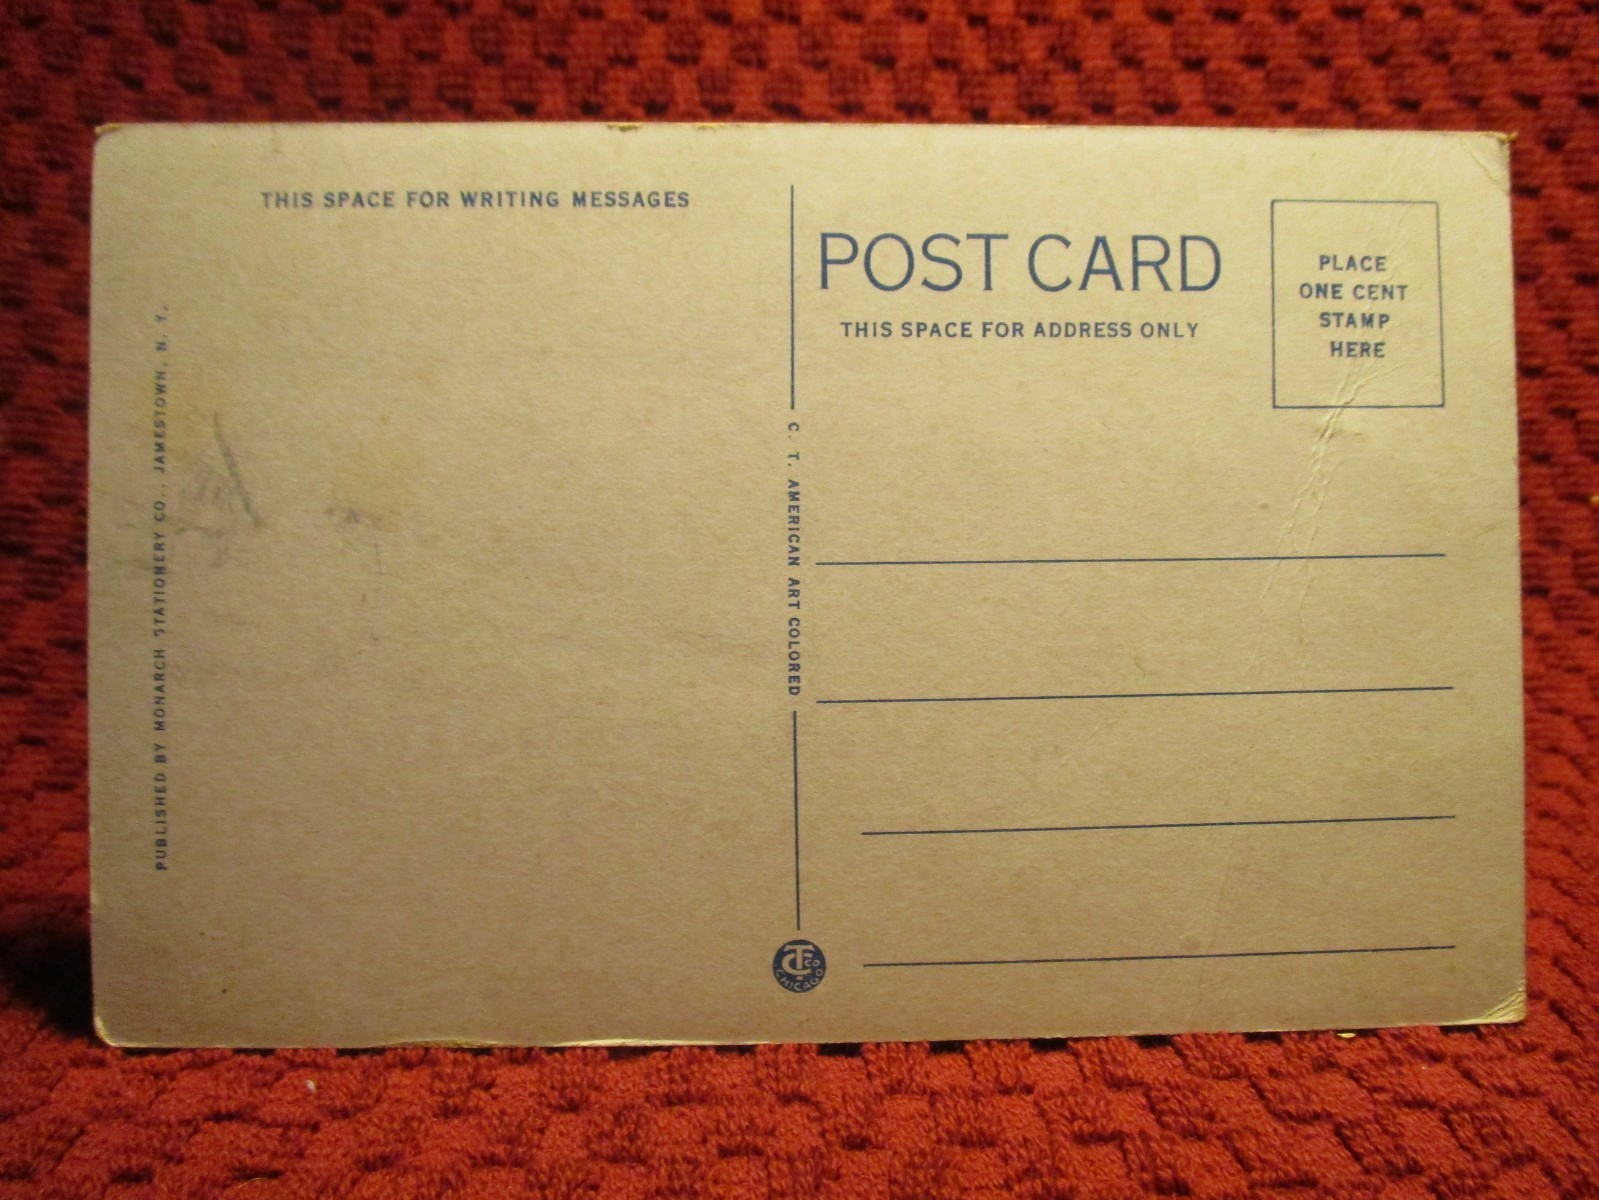 THIS SPACE FOR WRITING MESSAGES
PUBLISHED BY MONARCH STATIONERY CO., JAMESTOWN, N. Y.
C. T. AMERICAN ART COLORED
POST CARD
THIS SPACE FOR ADDRESS ONLY
PLACE
ONE CENT
STAMP
HERE
CT CO
CHICAGO